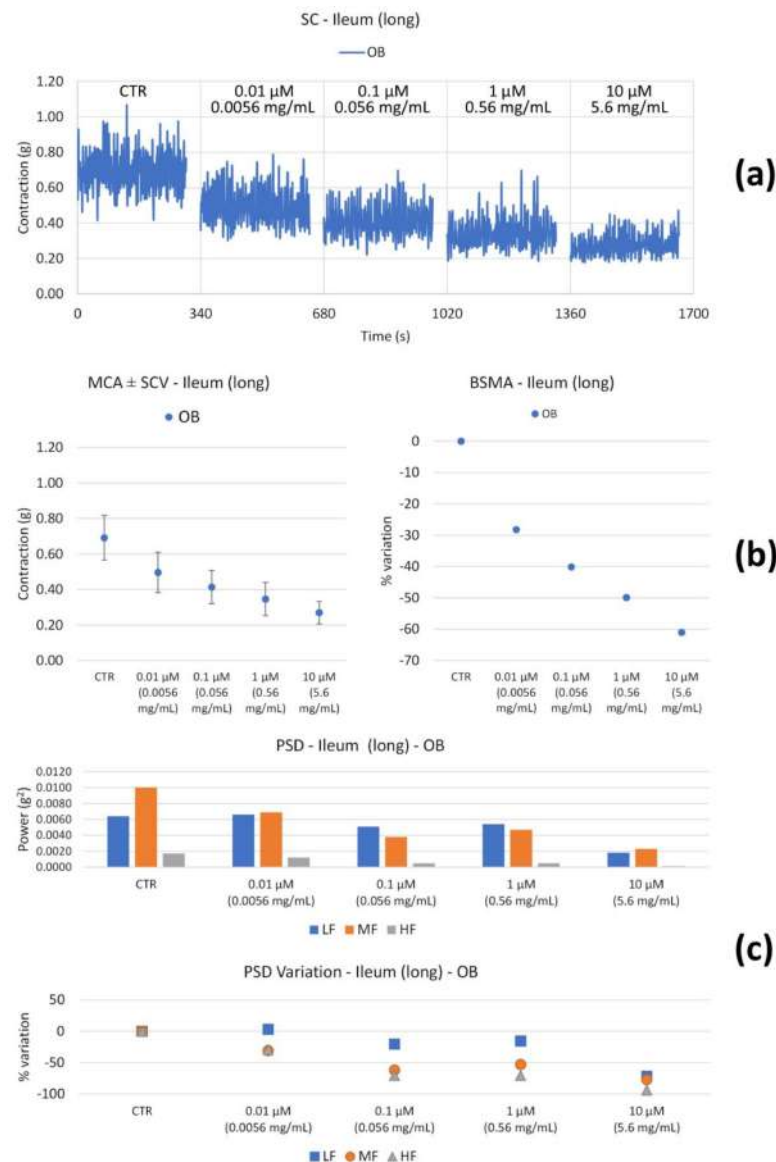 SC - Ileum (long)
OB
CTR
0.01 µM
0.0056 mg/mL
0.1 µM
0.056 mg/mL
1 µM
0.56 mg/mL
10 µM
5.6 mg/mL
1.20
1.00
0.80
0.60
0.40
0.20
0.00
Contraction (g)
0 340 680 1020 1360 1700
Time (s)
(a)
MCA ± SCV - Ileum (long)
OB
1.20
1.00
0.80
0.60
0.40
0.20
0.00
Contraction (g)
CTR
0.01 µM
(0.0056
mg/mL)
0.1 µM
(0.056
mg/mL)
1 µM
(0.56
mg/mL)
10 µM
(5.6
mg/mL)
BSMA - Ileum (long)
OB
0
-10
-20
-30
-40
-50
-60
-70
% variation
CTR
0.01 µM
(0.0056
mg/mL)
0.1 µM
(0.056
mg/mL)
1 µM
(0.56
mg/mL)
10 µM
(5.6
mg/mL)
(b)
PSD - Ileum (long) - OB
0.0120
0.0100
0.0080
0.0060
0.0040
0.0020
0.0000
Power (g²)
CTR
0.01 µM
(0.0056 mg/mL)
0.1 µM
(0.056 mg/mL)
1 µM
(0.56 mg/mL)
10 µM
(5.6 mg/mL)
LF MF HF
(c)
PSD Variation - Ileum (long) - OB
50
0
-50
-100
% variation
CTR
0.01 µM
(0.0056 mg/mL)
0.1 µM
(0.056 mg/mL)
1 µM
(0.56 mg/mL)
10 µM
(5.6 mg/mL)
LF MF HF